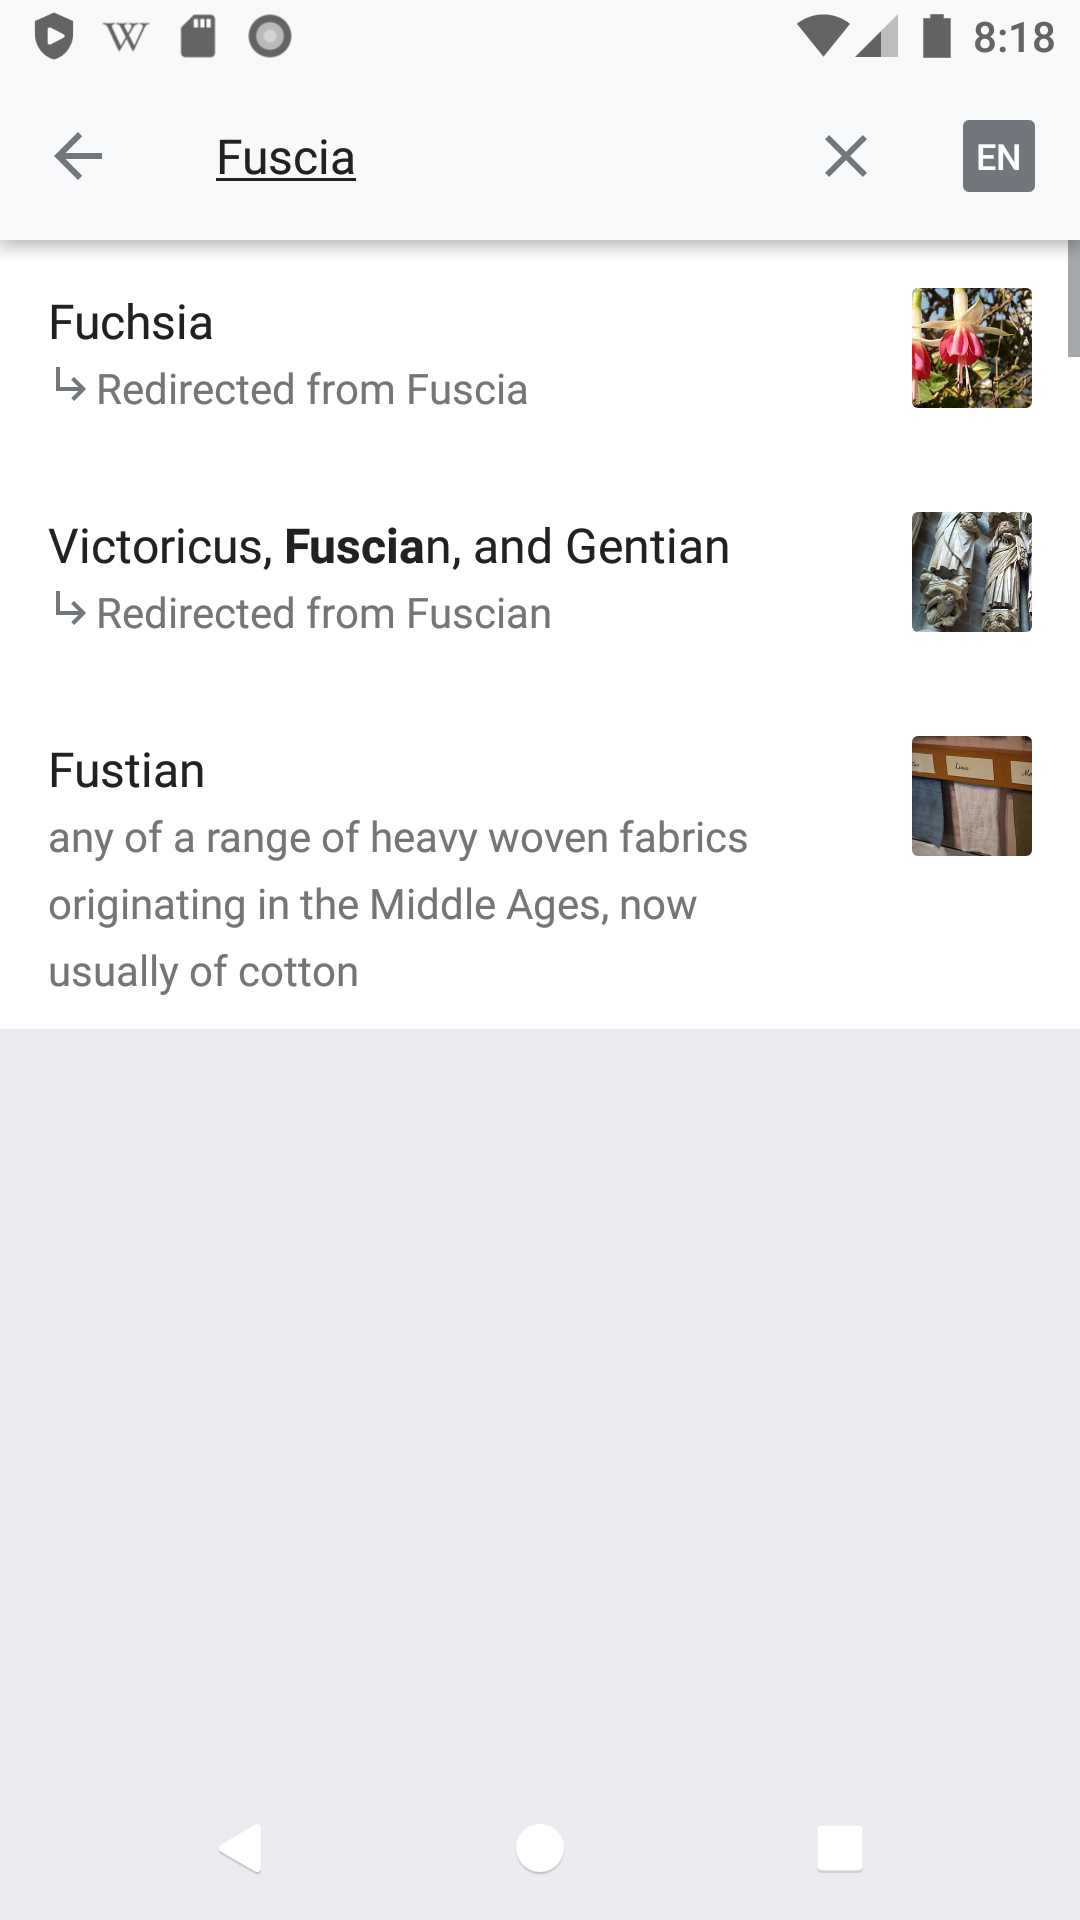 8:18
Fuscia
EN
Fuchsia
Redirected from Fuscia
Victoricus, Fuscian, and Gentian
Redirected from Fuscian
Fustian
any of a range of heavy woven fabrics
originating in the Middle Ages, now
usually of cotton